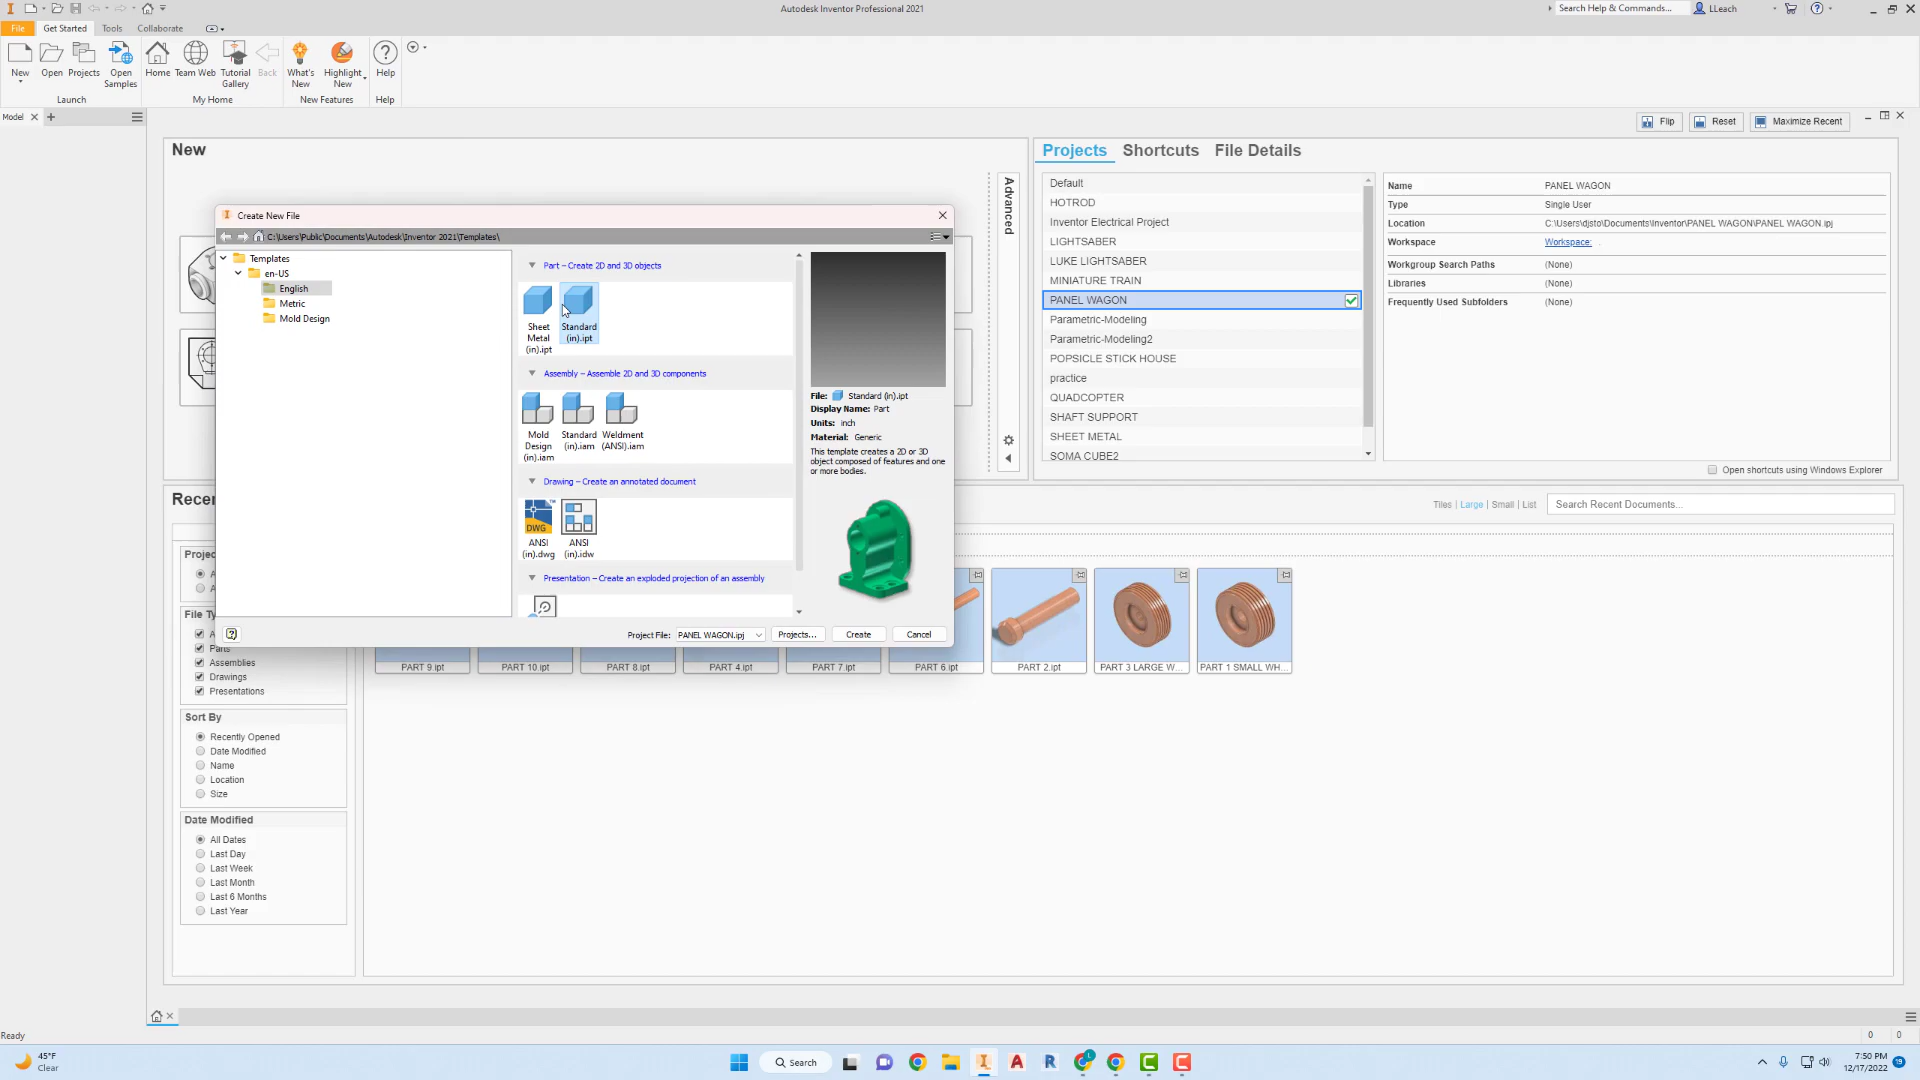 Autodesk Inventor Professional 2021
Search Help & Commands...
LLeach
File
Get Started
Tools
Collaborate
New
Open
Projects
Open
Samples
Home
Team Web
Tutorial
Gallery
Back
What's
New
Highlight
New
Help
Launch
My Home
New Features
Help
Model
Flip
Reset
Maximize Recent
New
Advanced
Projects
Shortcuts
File Details
Default
HOTROD
Inventor Electrical Project
LIGHTSABER
LUKE LIGHTSABER
MINIATURE TRAIN
PANEL WAGON
Parametric-Modeling
Parametric-Modeling2
POPSICLE STICK HOUSE
practice
QUADCOPTER
SHAFT SUPPORT
SHEET METAL
SOMA CUBE2
Name PANEL WAGON
Type Single User
Location C:\Users\djsto\Documents\Inventor\PANEL WAGON\PANEL WAGON.ipj
Workspace Workspace: .
Workgroup Search Paths (None)
Libraries (None)
Frequently Used Subfolders (None)
Open shortcuts using Windows Explorer
Create New File
C:\Users\Public\Documents\Autodesk\Inventor 2021\Templates\
Templates
en-US
English
Metric
Mold Design
Part – Create 2D and 3D objects
Sheet
Metal
(in).ipt
Standard
(in).ipt
Assembly – Assemble 2D and 3D components
Mold
Design
(in).iam
Standard
(in).iam
Weldment
(ANSI).iam
Drawing – Create an annotated document
DWG
ANSI
(in).dwg
ANSI
(in).idw
Presentation – Create an exploded projection of an assembly
File: Standard (in).ipt
Display Name: Part
Units: inch
Material: Generic
This template creates a 2D or 3D
object composed of features and one
or more bodies.
Project File:
PANEL WAGON.ipj
Projects...
Create
Cancel
Recen
Tiles | Large | Small | List
Search Recent Documents...
Projec
File Ty
Parts
Assemblies
Drawings
Presentations
Sort By
Recently Opened
Date Modified
Name
Location
Size
Date Modified
All Dates
Last Day
Last Week
Last Month
Last 6 Months
Last Year
PART 9.ipt
PART 10.ipt
PART 8.ipt
PART 4.ipt
PART 7.ipt
PART 6.ipt
PART 2.ipt
PART 3 LARGE W...
PART 1 SMALL WH...
Ready
0
0
45°F
Clear
Search
7:50 PM
12/17/2022
19